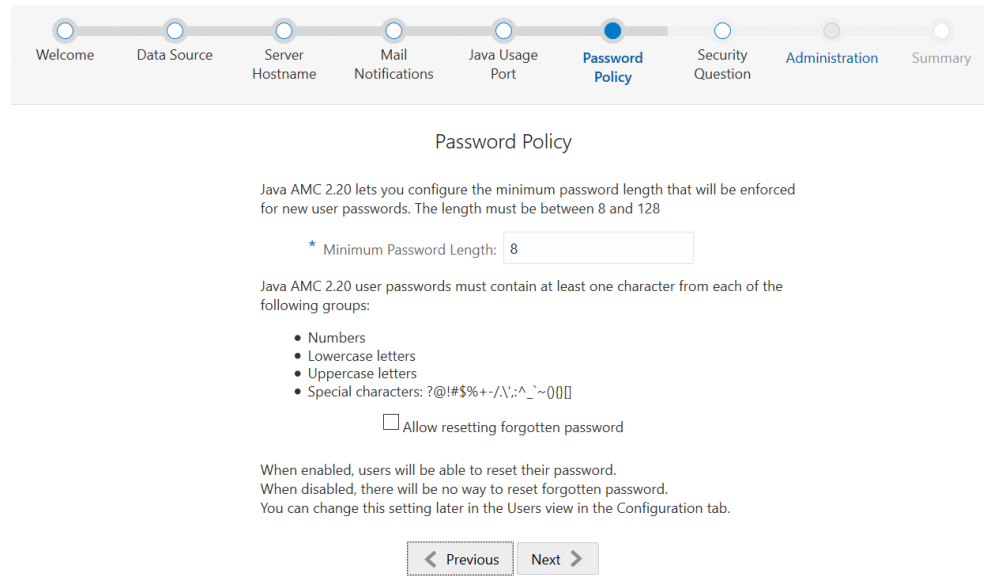 Welcome
Data Source
Server
Hostname
Mail
Notifications
Java Usage
Port
Password
Policy
Security
Question
Administration
Summary
Password Policy
Java AMC 2.20 lets you configure the minimum password length that will be enforced
for new user passwords. The length must be between 8 and 128
* Minimum Password Length: 8
Java AMC 2.20 user passwords must contain at least one character from each of the
following groups:
• Numbers
• Lowercase letters
• Uppercase letters
• Special characters: ?@!#$%+-/.\',:^_`~(){}[]
Allow resetting forgotten password
When enabled, users will be able to reset their password.
When disabled, there will be no way to reset forgotten password.
You can change this setting later in the Users view in the Configuration tab.
Previous Next